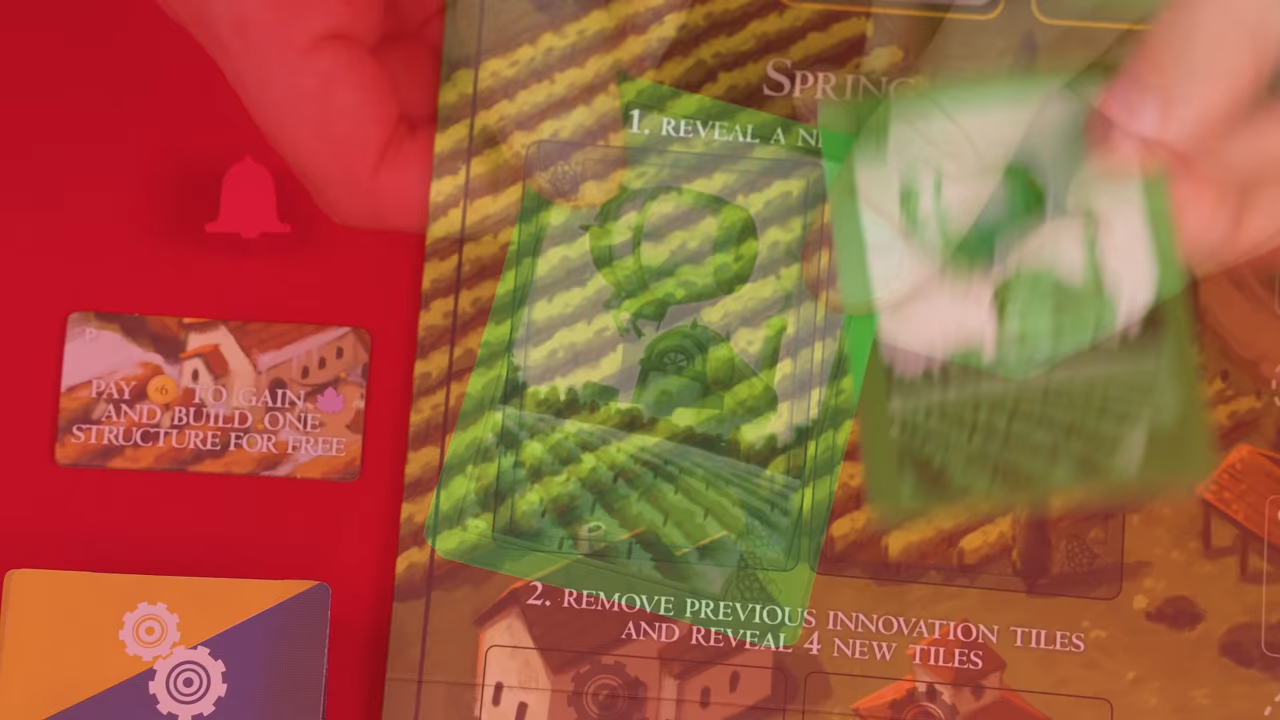 SPRING
1. REVEAL A
P
PAY 6 TO GAIN
AND BUILD ONE
STRUCTURE FOR FREE
2. REMOVE PREVIOUS INNOVATION TILES
AND REVEAL 4 NEW TILES